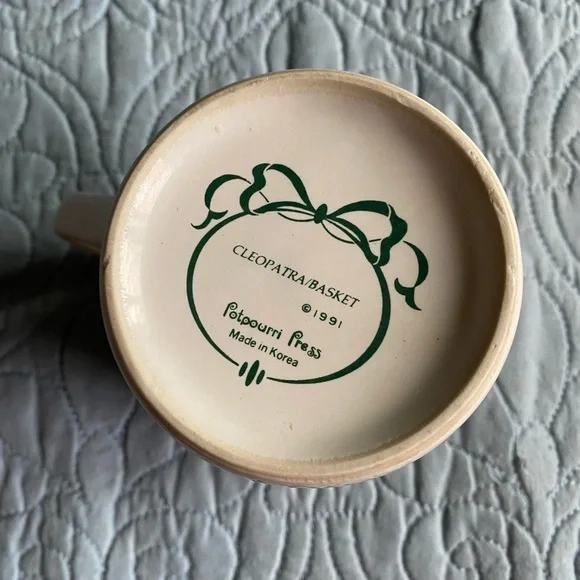 CLEOPATRA/BASKET
©1991
Potpourri Press
Made in Korea